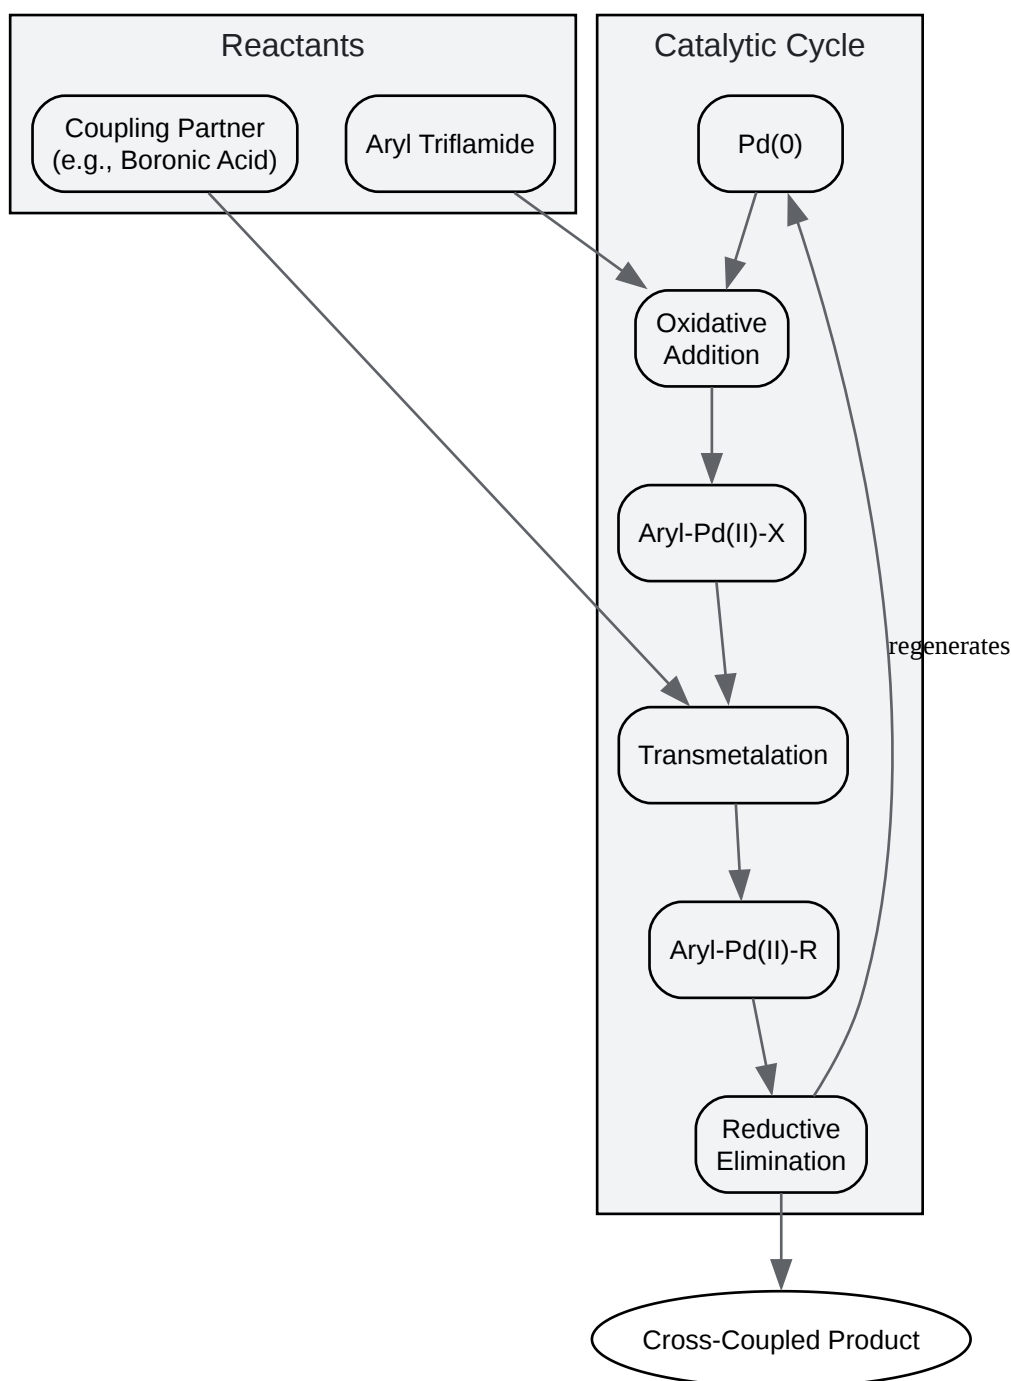 Reactants
Catalytic Cycle
Coupling Partner
(e.g., Boronic Acid)
Aryl Triflamide
Pd(0)
Oxidative
Addition
Aryl-Pd(II)-X
regenerates
Transmetalation
Aryl-Pd(II)-R
Reductive
Elimination
Cross-Coupled Product